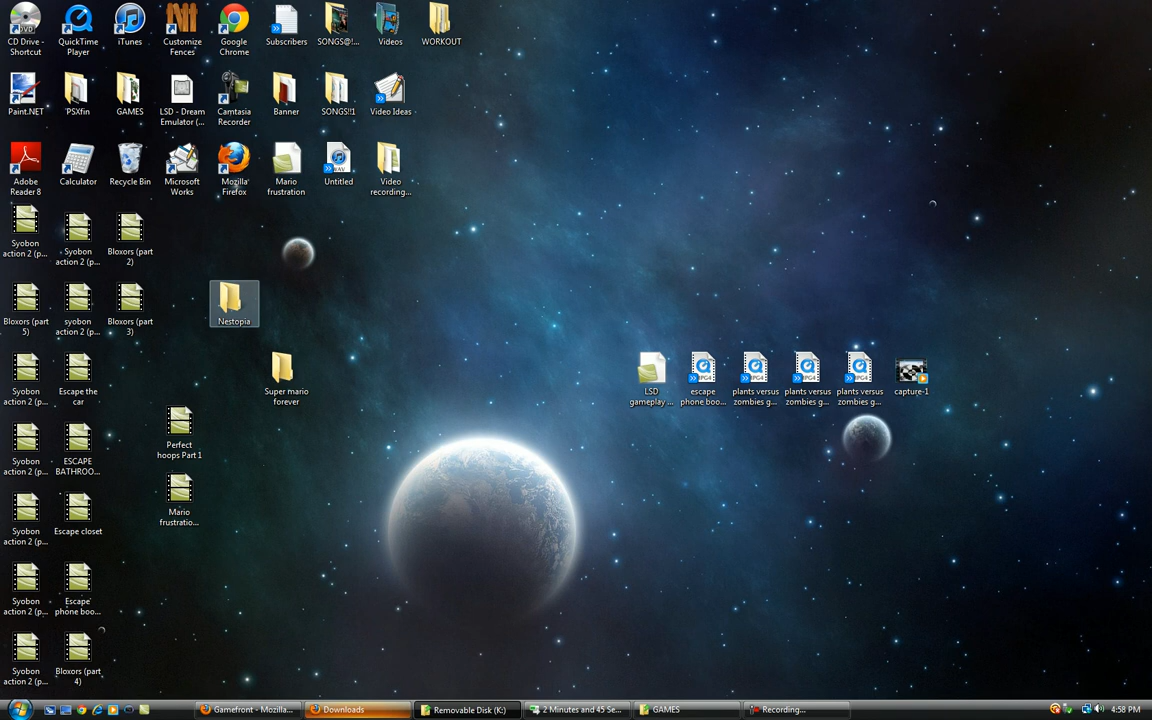 CD Drive -
Shortcut
QuickTime
Player
iTunes
Customize
Fences
Google
Chrome
Subscribers
SONGS@!...
Videos
WORKOUT
Paint.NET
PSXfin
GAMES
LSD - Dream
Emulator (...
Camtasia
Recorder
Banner
SONGS!!1
Video Ideas
Adobe
Reader 8
Calculator
Recycle Bin
Microsoft
Works
Mozilla
Firefox
Mario
frustration
WAV
Untitled
Video
recording...
Syobon
action 2 (p...
Syobon
action 2 (p...
Bloxors (part
2)
Bloxors (part
5)
syobon
action 2 (p...
Bloxors (part
3)
Nestopia
Syobon
action 2 (p...
Escape the
car
Super mario
forever
LSD
gameplay ...
escape
phone boo...
plants versus
zombies g...
plants versus
zombies g...
plants versus
zombies g...
capture-1
Syobon
action 2 (p...
ESCAPE
BATHROO...
Perfect
hoops Part 1
Syobon
action 2 (p...
Escape closet
Mario
frustratio...
Syobon
action 2 (p...
Escape
phone boo...
Syobon
action 2 (p...
Bloxors (part
4)
Gamefront - Mozilla...
Downloads
Removable Disk (K:)
2 Minutes and 45 Se...
GAMES
Recording...
4:58 PM